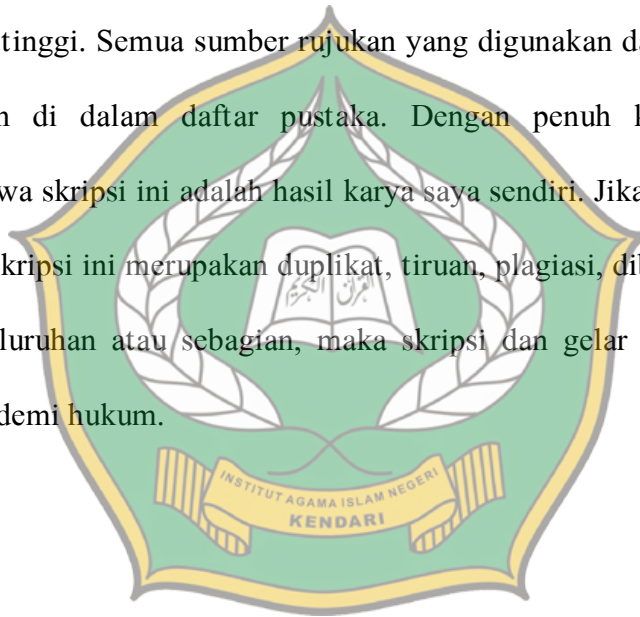 tinggi. Semua sumber rujukan yang digunakan da
n di dalam daftar pustaka. Dengan penuh k
wa skripsi ini adalah hasil karya saya sendiri. Jika
kripsi ini merupakan duplikat, tiruan, plagiasi, dib
القرآن الكريم
luruhan atau sebagian, maka skripsi dan gelar
demi hukum.
INSTITUT AGAMA ISLAM NEGERI
KENDARI